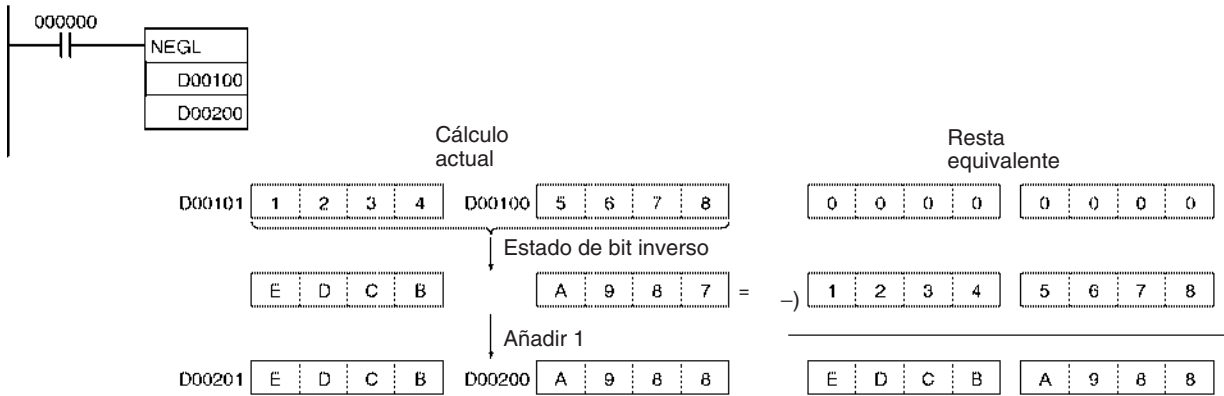 000000
NEGL
D00100
D00200
Cálculo
actual
Resta
equivalente
D00101 1 2 3 4 D00100 5 6 7 8 0 0 0 0 0 0 0 0
Estado de bit inverso
E D C B A 9 8 7 = –) 1 2 3 4 5 6 7 8
Añadir 1
D00201 E D C B D00200 A 9 8 8 E D C B A 9 8 8